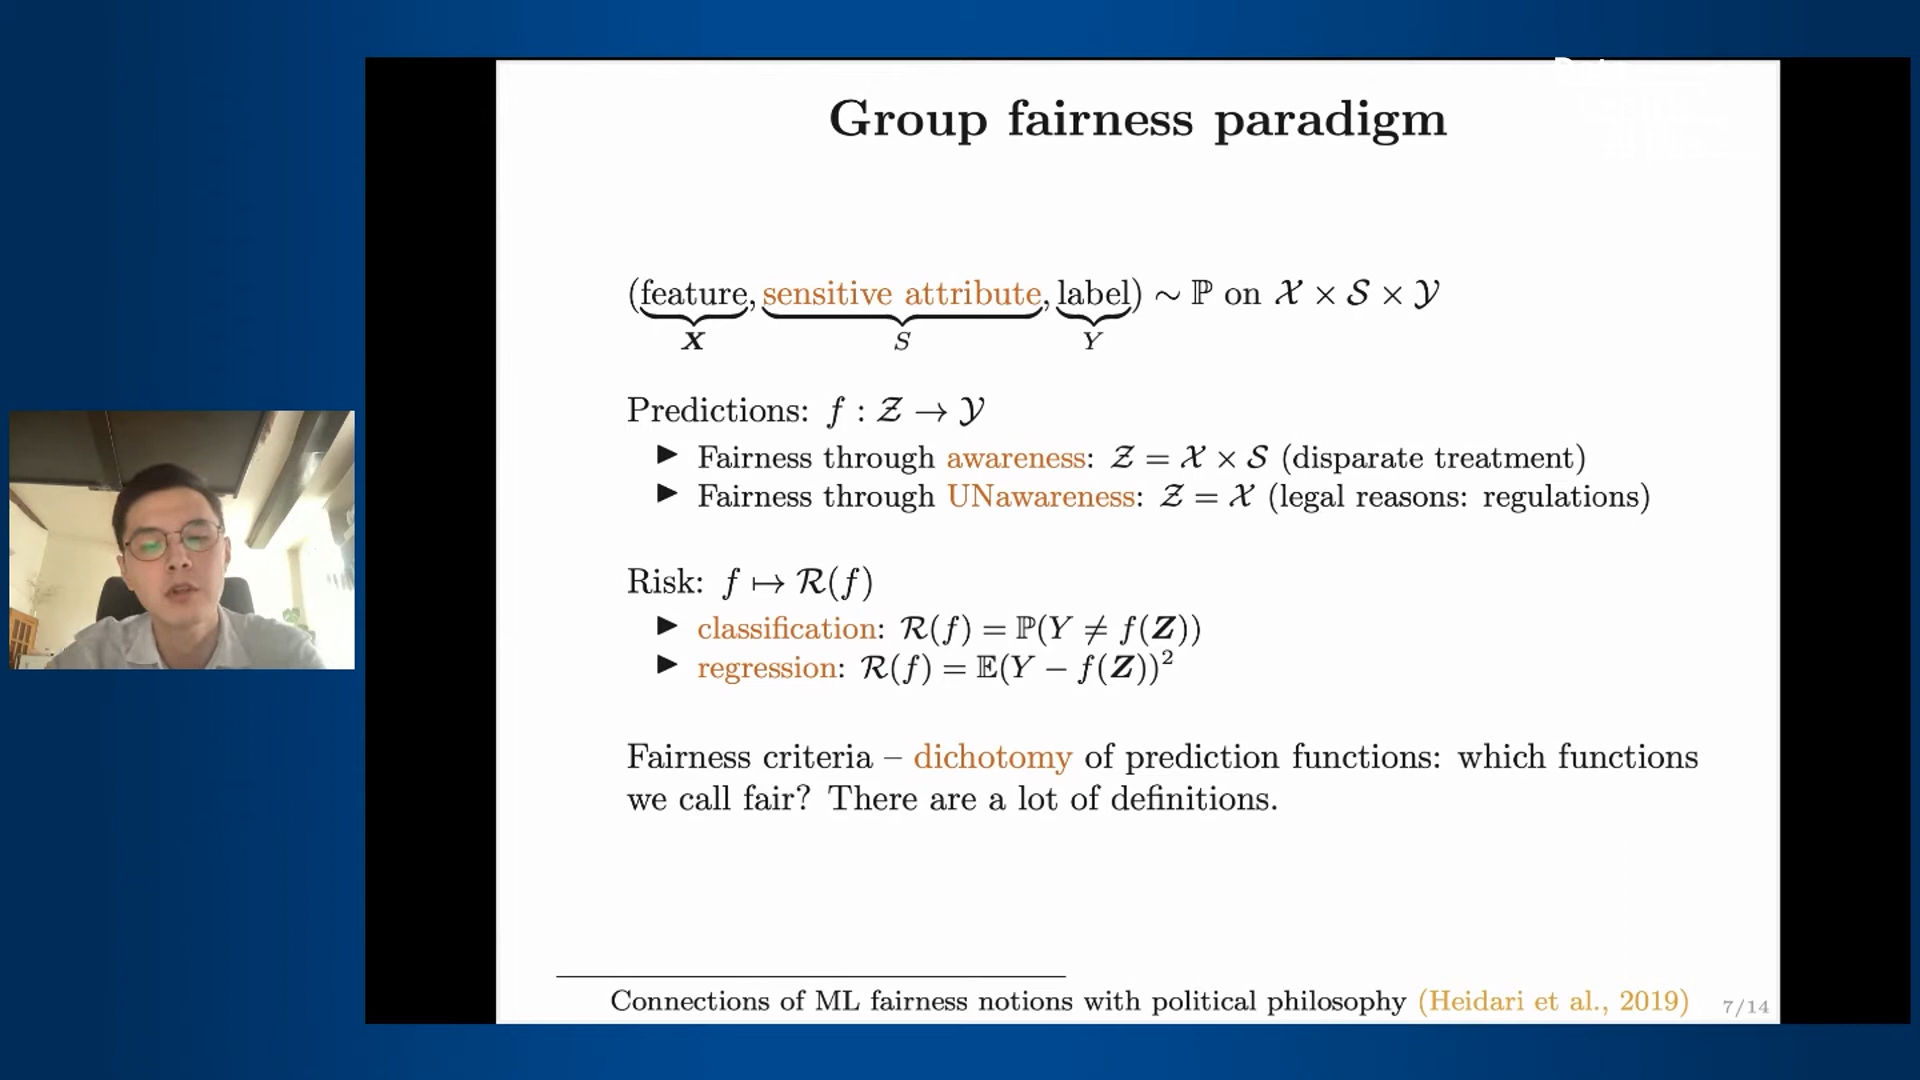 Group fairness paradigm
(feature, sensitive attribute, label) ∼ ℙ on 𝒳 × 𝒮 × 𝒴
X S Y
Predictions: f : 𝒵 → 𝒴
▶ Fairness through awareness: 𝒵 = 𝒳 × 𝒮 (disparate treatment)
▶ Fairness through UNawareness: 𝒵 = 𝒳 (legal reasons: regulations)
Risk: f ↦ ℛ(f)
▶ classification: ℛ(f) = ℙ(Y ≠ f(Z))
▶ regression: ℛ(f) = 𝔼(Y − f(Z))²
Fairness criteria – dichotomy of prediction functions: which functions
we call fair? There are a lot of definitions.
Connections of ML fairness notions with political philosophy (Heidari et al., 2019)
7/14